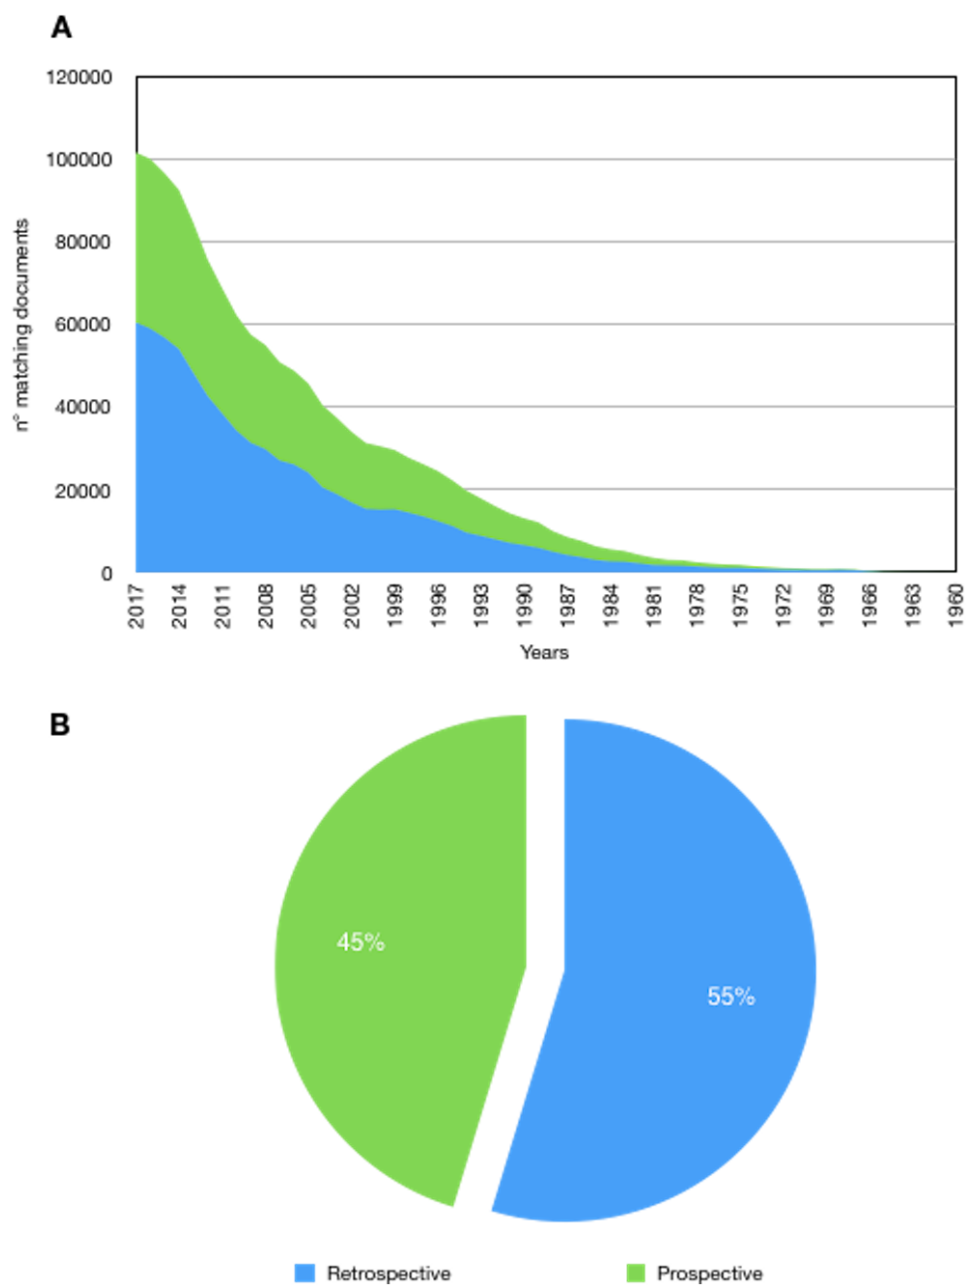 A
120000
100000
80000
60000
40000
20000
0
n° matching documents
2017 2014 2011 2008 2005 2002 1999 1996 1993 1990 1987 1984 1981 1978 1975 1972 1969 1966 1963 1960
Years
B
45%
55%
Retrospective Prospective